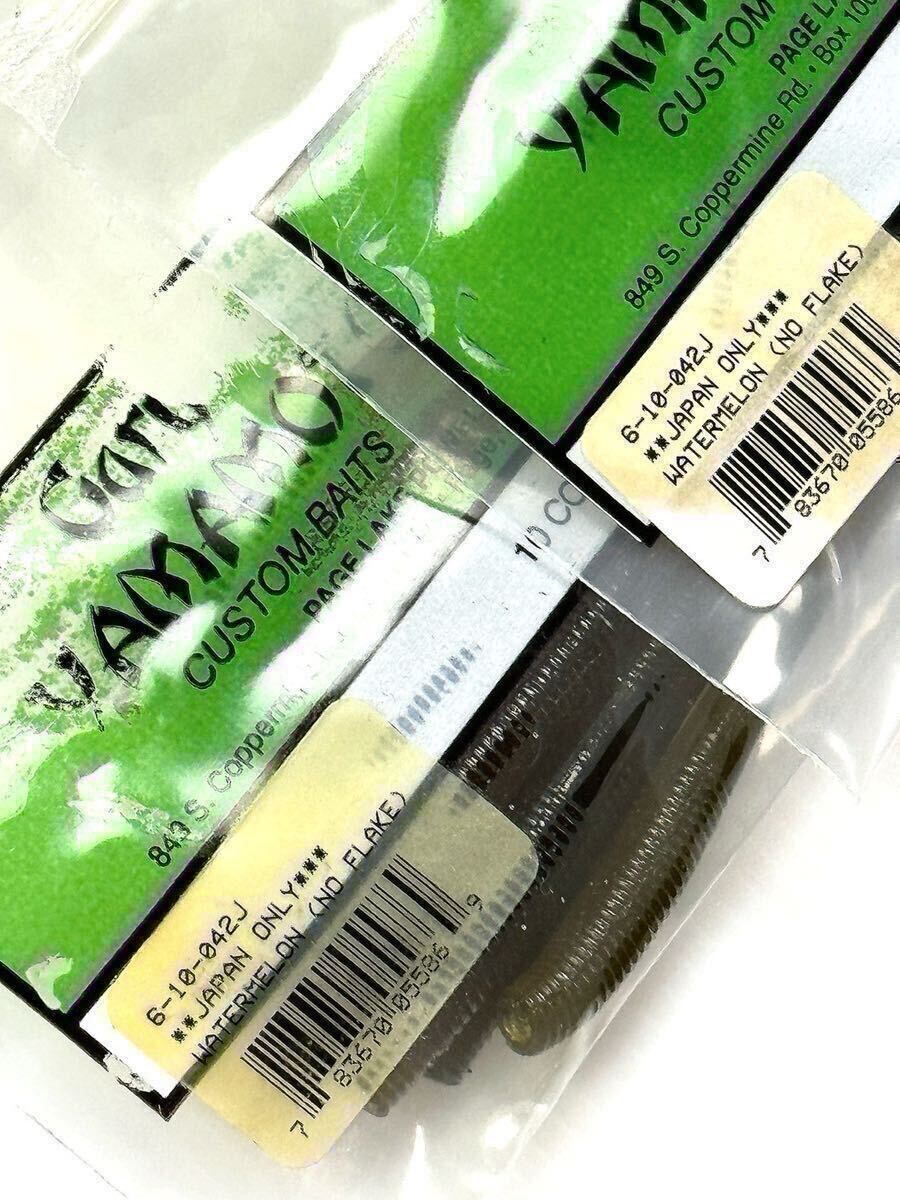 YAM
CUSTOM
PAGE LA
849 S. Coppermine Rd. • Box 100
6-10-042J
**JAPAN ONLY***
WATERMELON (NO FLAKE)
7 83670 05586
Gary
YAMAMO
CUSTOM BAITS
PAGE LAKE
849 S. Coppermi
10 CO
6-10-042J
**JAPAN ONLY***
WATERMELON (NO FLAKE)
7 83670 05586 9